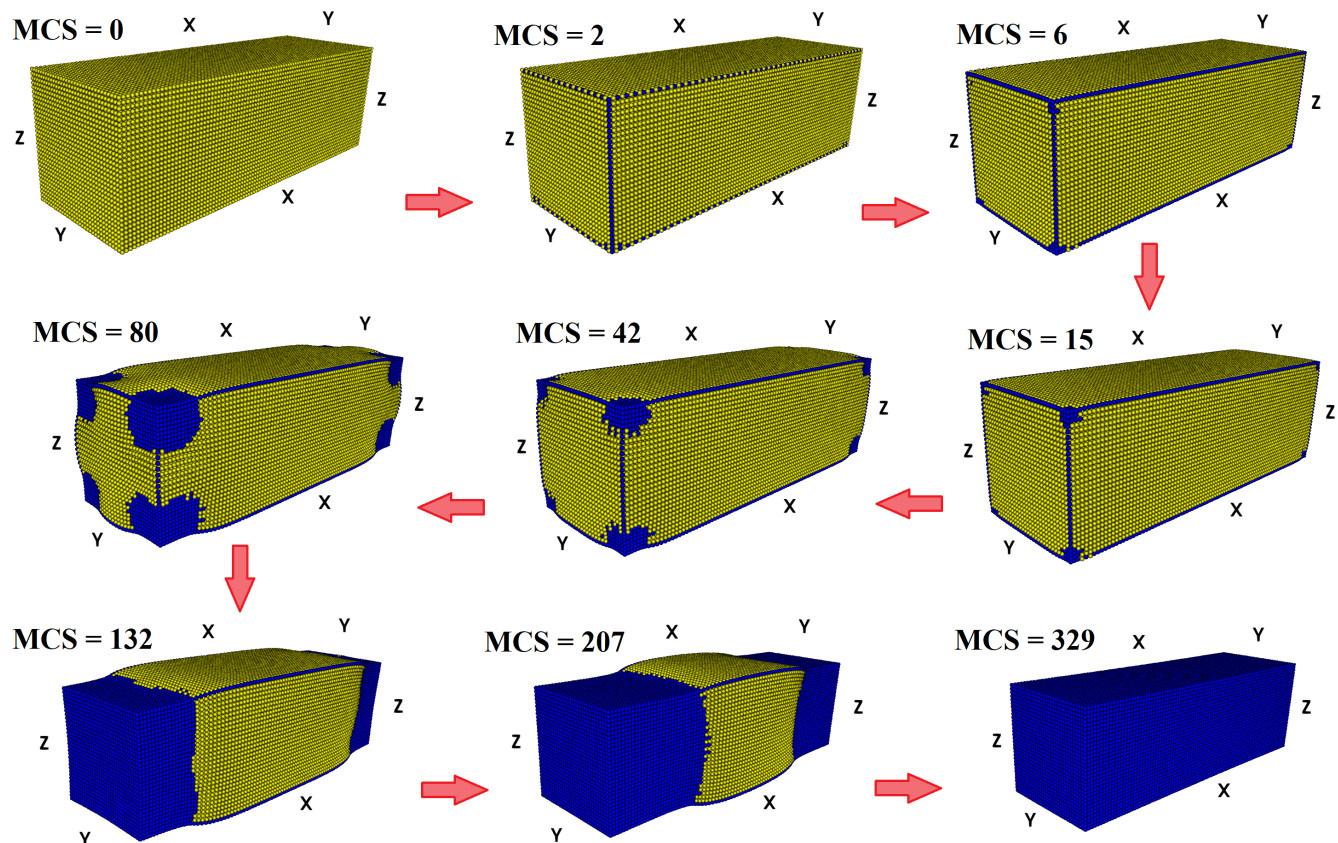 MCS = 0
X
Y
Z
Z
X
Y
MCS = 2
X
Y
Z
Z
X
Y
MCS = 6
X
Y
Z
Z
X
Y
MCS = 15
X
Y
Z
Z
X
Y
MCS = 42
X
Y
Z
Z
X
Y
MCS = 80
X
Y
Z
Z
X
Y
MCS = 132
X
Y
Z
Z
X
Y
MCS = 207
X
Y
Z
Z
X
Y
MCS = 329
X
Y
Z
Z
X
Y